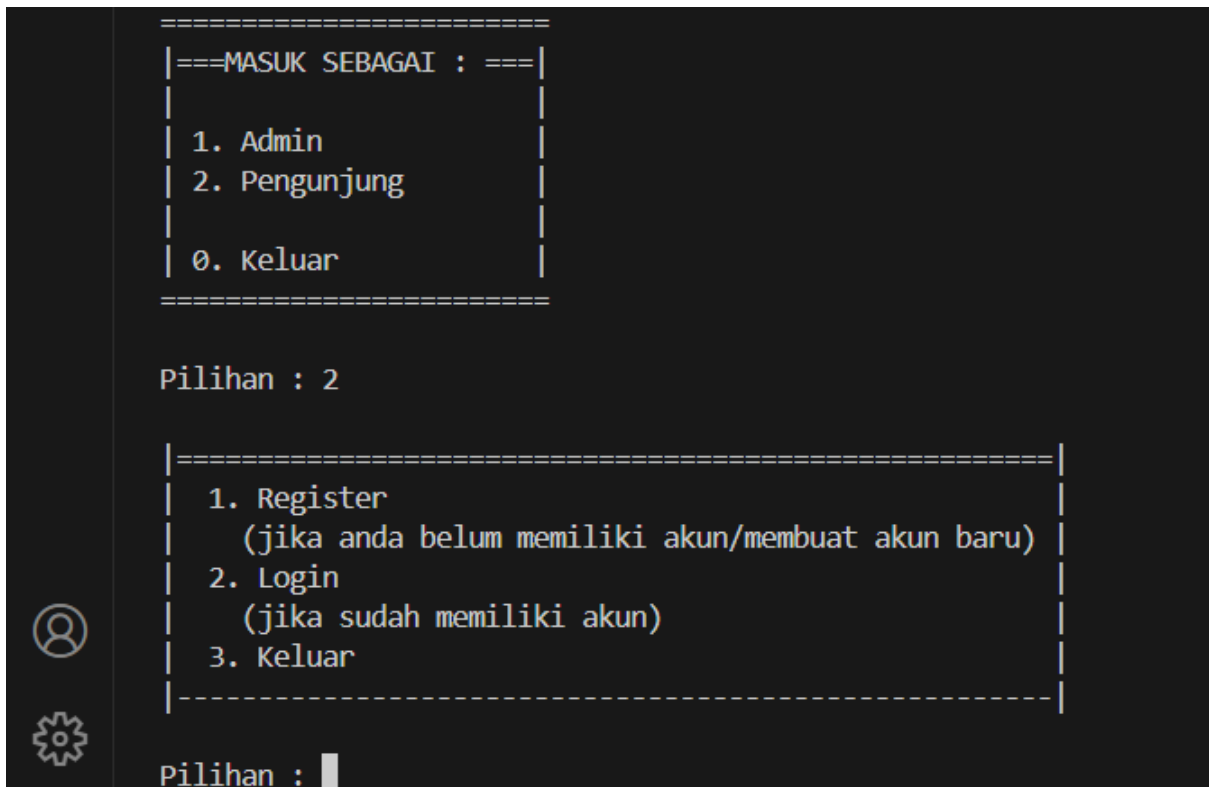 ========================
|===MASUK SEBAGAI : ===|
|                      |
| 1. Admin             |
| 2. Pengunjung        |
|                      |
| 0. Keluar            |
========================
Pilihan : 2
|======================================================|
|  1. Register                                         |
|    (jika anda belum memiliki akun/membuat akun baru) |
|  2. Login                                            |
|    (jika sudah memiliki akun)                        |
|  3. Keluar                                           |
|------------------------------------------------------|
Pilihan :